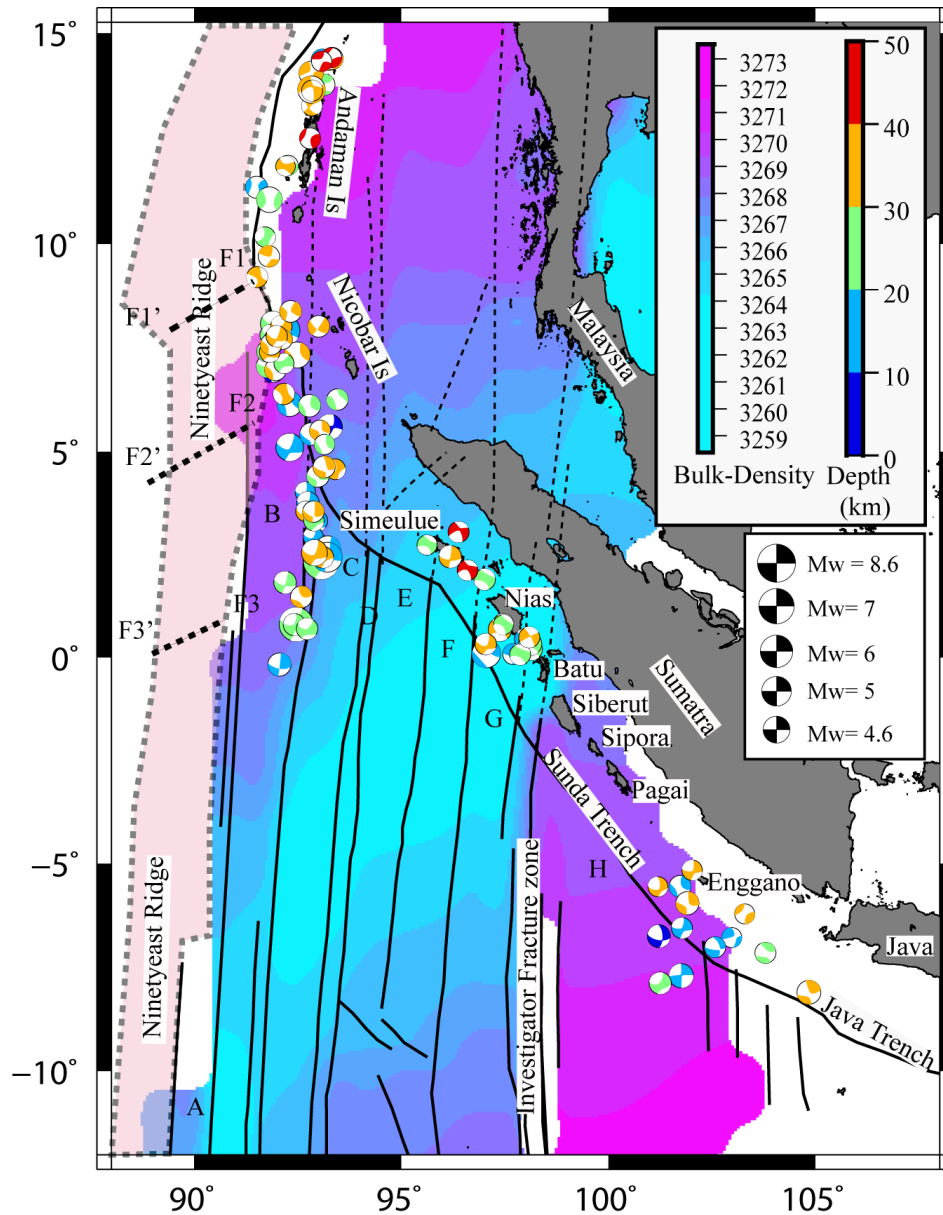 15°
10°
5°
0°
−5°
−10°
90°
95°
100°
105°
Andaman Is
Nicobar Is
Ninetyeast Ridge
F1
F1’
F2
F2’
F3
F3’
Malaysia
Simeulue
Nias
Batu
Siberut
Sipora
Pagai
Sumatra
Enggano
Java
Sunda Trench
Java Trench
Investigator Fracture zone
Ninetyeast Ridge
A
B
C
D
E
F
G
H
3273
3272
3271
3270
3269
3268
3267
3266
3265
3264
3263
3262
3261
3260
3259
Bulk-Density
50
40
30
20
10
0
Depth
(km)
Mw = 8.6
Mw= 7
Mw= 6
Mw= 5
Mw= 4.6